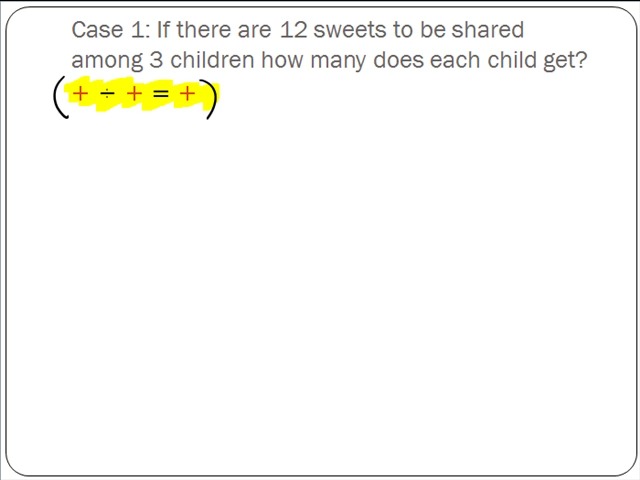 Case 1: If there are 12 sweets to be shared
among 3 children how many does each child get?
(+ ÷ + = +)